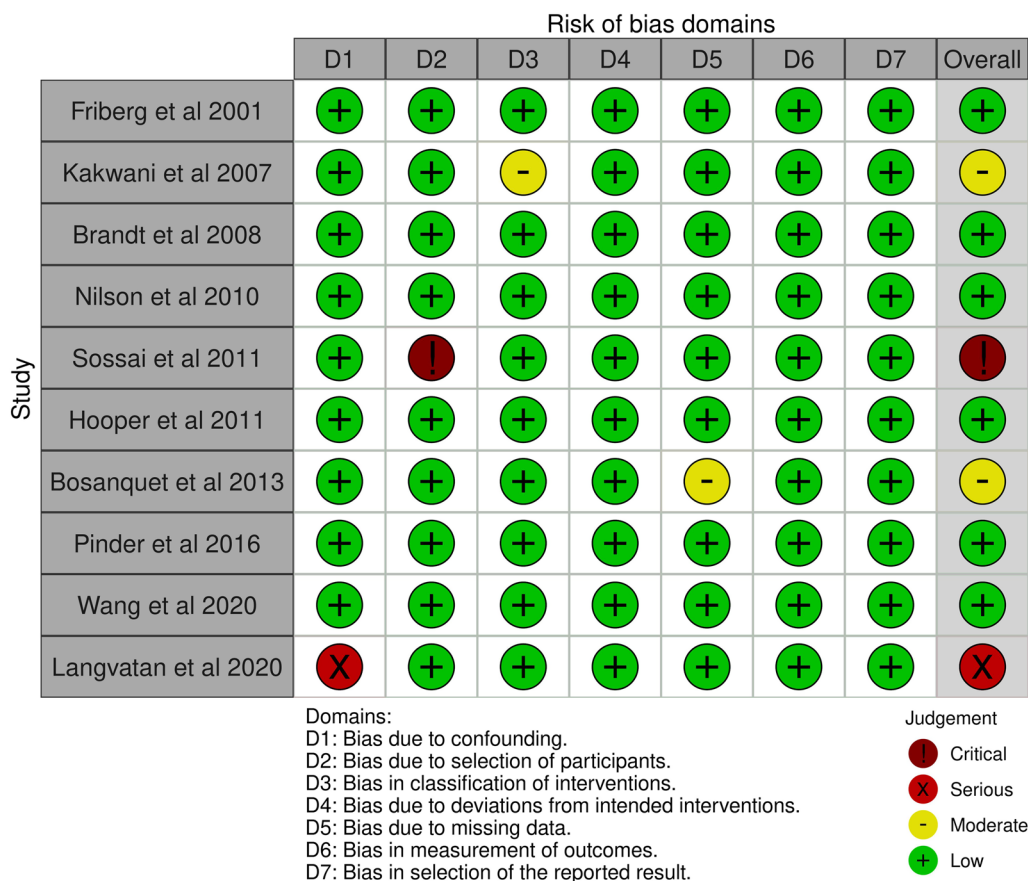 Risk of bias domains
D1 D2 D3 D4 D5 D6 D7 Overall
Study
Friberg et al 2001 + + + + + + + +
Kakwani et al 2007 + + - + + + + -
Brandt et al 2008 + + + + + + + +
Nilson et al 2010 + + + + + + + +
Sossai et al 2011 + ! + + + + + !
Hooper et al 2011 + + + + + + + +
Bosanquet et al 2013 + + + + - + + -
Pinder et al 2016 + + + + + + + +
Wang et al 2020 + + + + + + + +
Langvatan et al 2020 X + + + + + + X
Domains:
D1: Bias due to confounding.
D2: Bias due to selection of participants.
D3: Bias in classification of interventions.
D4: Bias due to deviations from intended interventions.
D5: Bias due to missing data.
D6: Bias in measurement of outcomes.
D7: Bias in selection of the reported result.
Judgement
! Critical
X Serious
- Moderate
+ Low